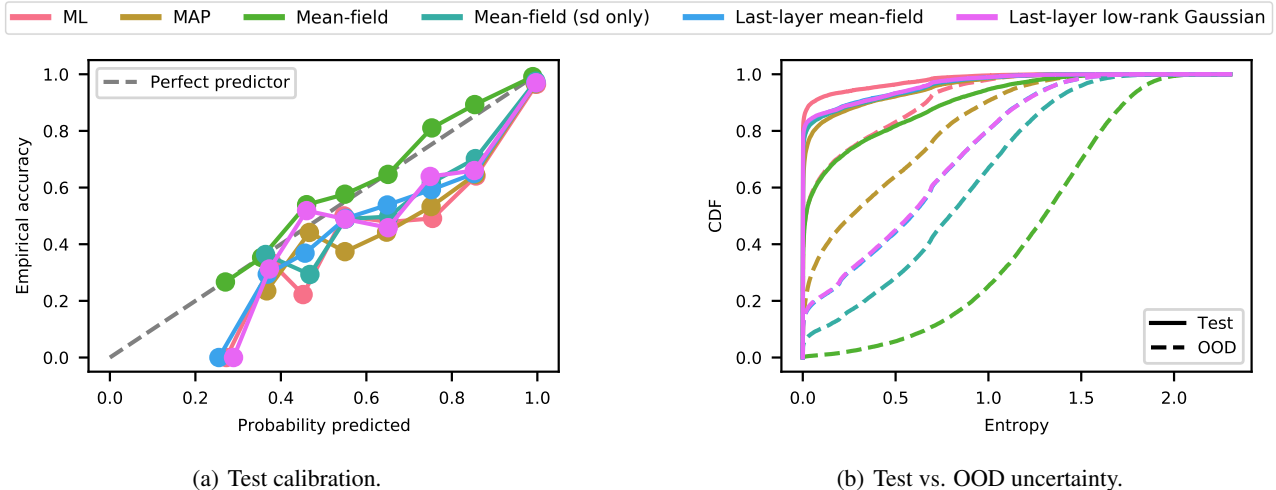 ML MAP Mean-field Mean-field (sd only) Last-layer mean-field Last-layer low-rank Gaussian
Perfect predictor
1.0
0.8
0.6
0.4
0.2
0.0
Empirical accuracy
0.0 0.2 0.4 0.6 0.8 1.0
Probability predicted
(a) Test calibration.
1.0
0.8
0.6
0.4
0.2
0.0
CDF
Test
OOD
0.0 0.5 1.0 1.5 2.0
Entropy
(b) Test vs. OOD uncertainty.